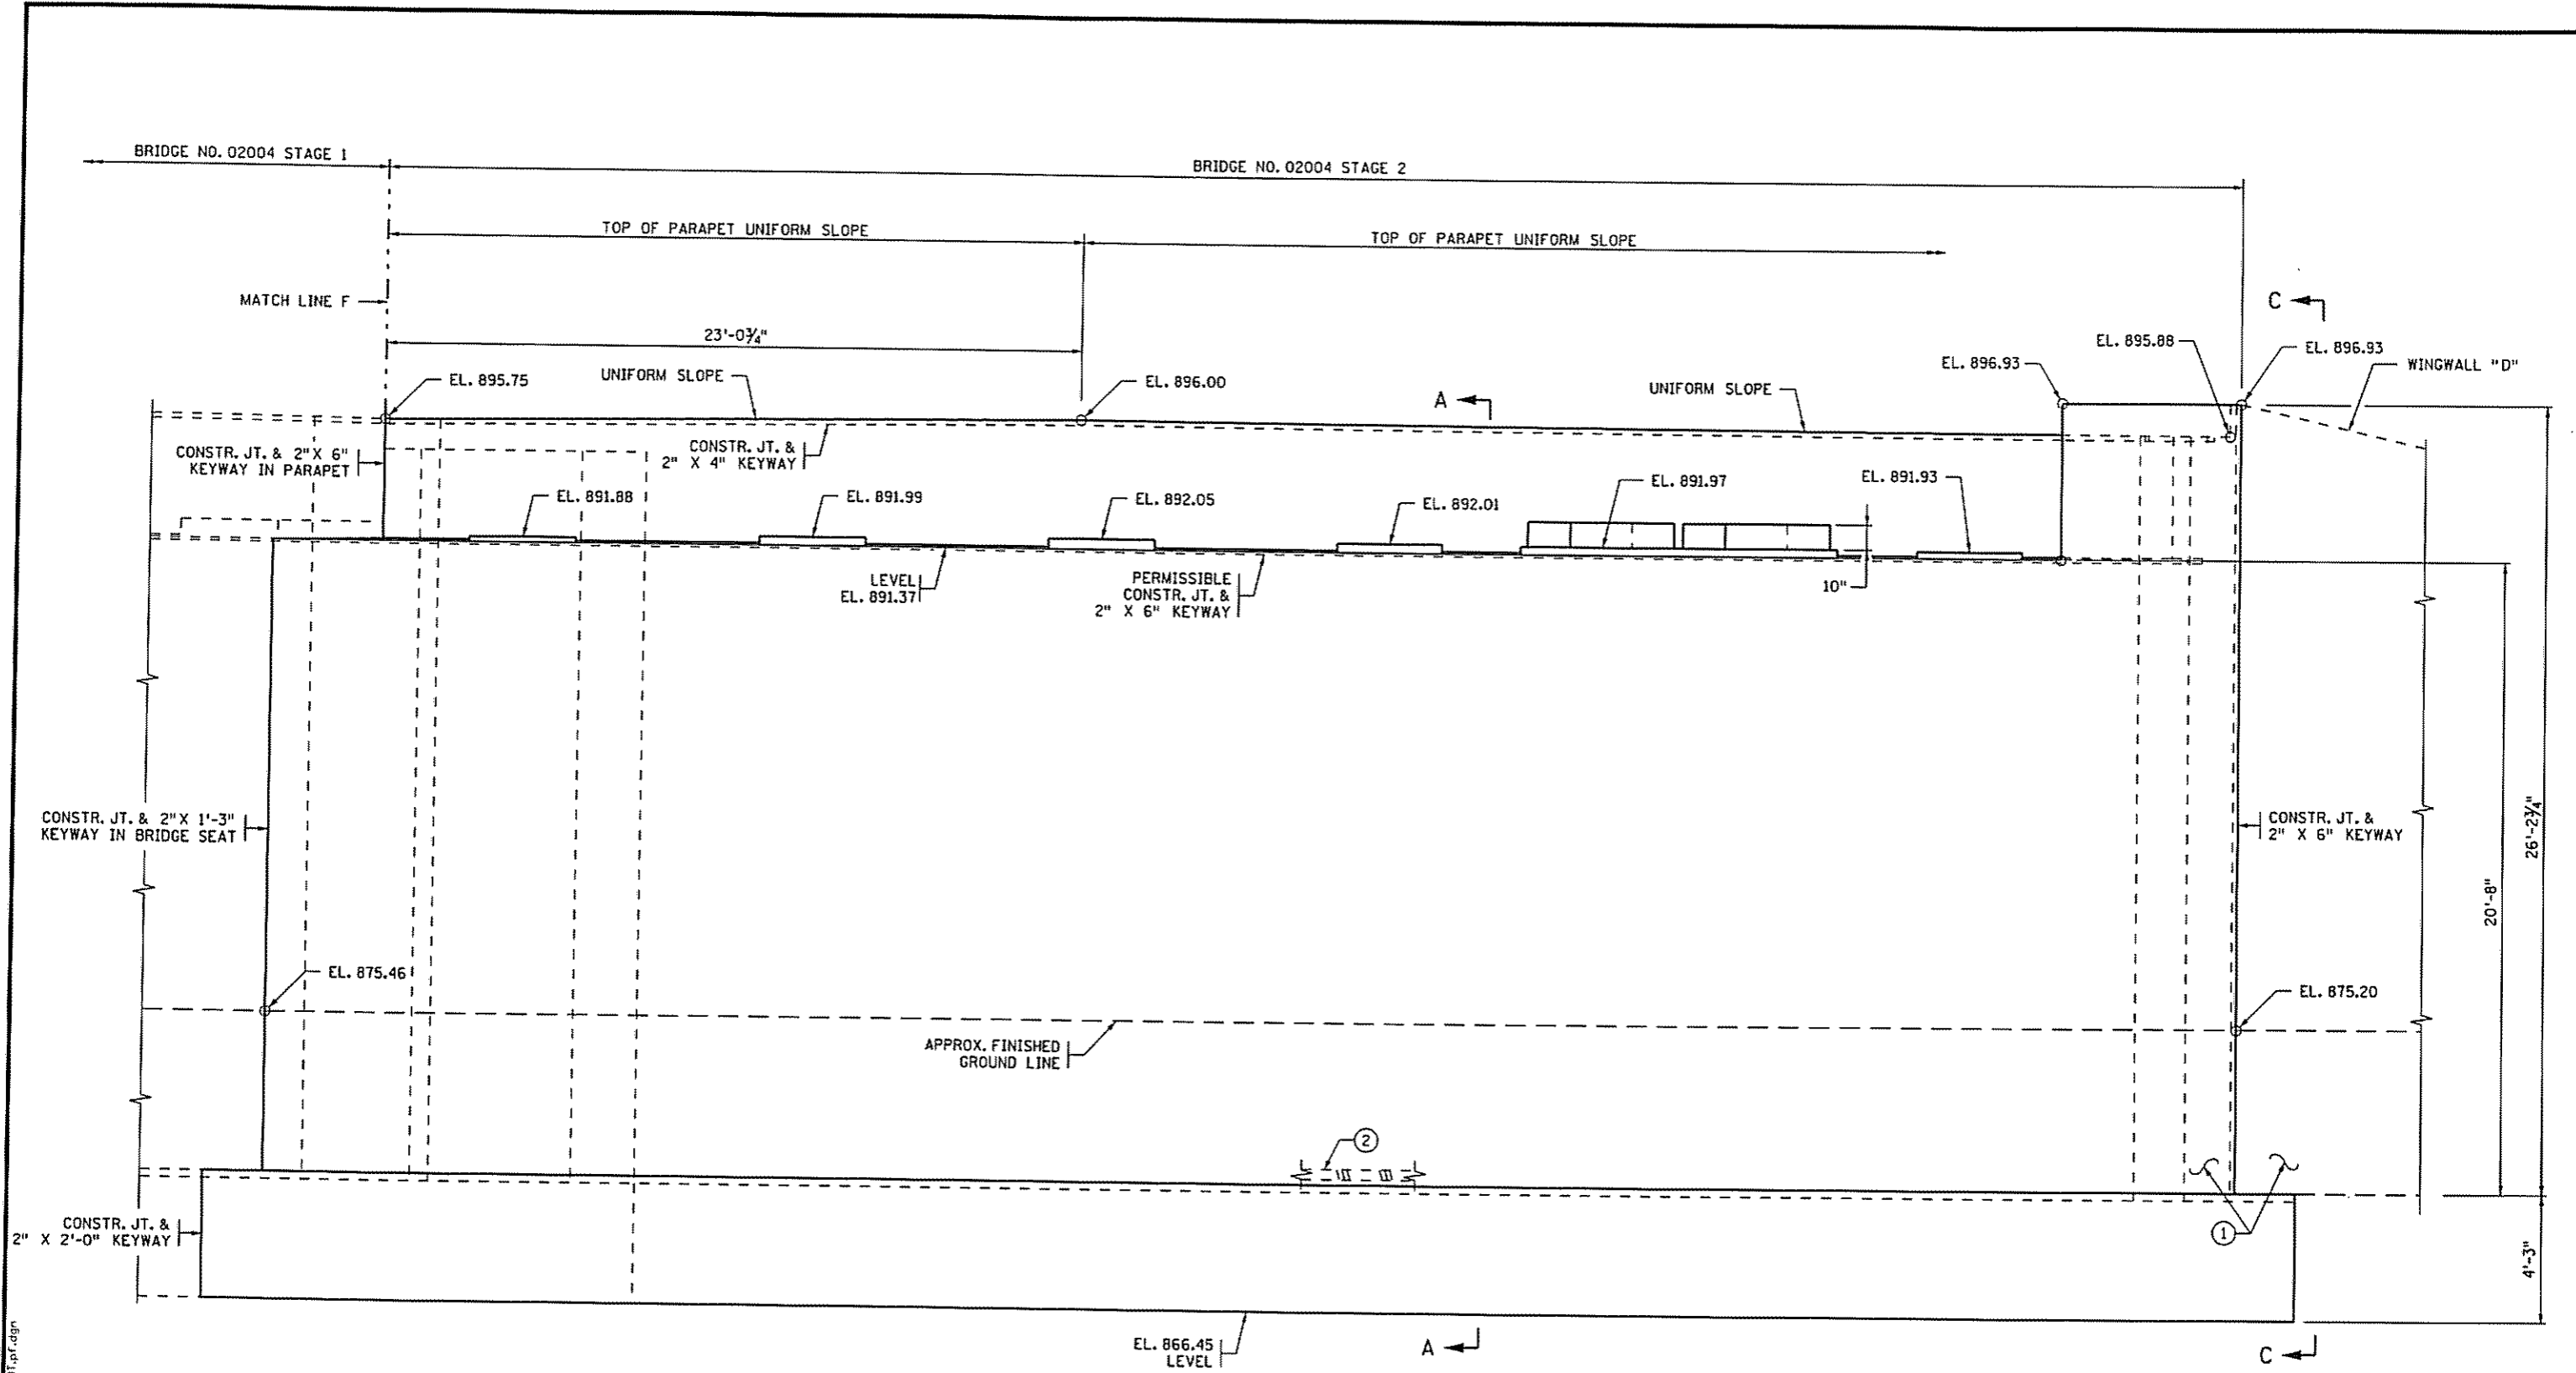 BRIDGE NO. 02004 STAGE 1
BRIDGE NO. 02004 STAGE 2
TOP OF PARAPET UNIFORM SLOPE
TOP OF PARAPET UNIFORM SLOPE
MATCH LINE F
C
23'-0¾"
EL. 895.88
EL. 896.93
EL. 896.93
WINGWALL "D"
EL. 895.75
UNIFORM SLOPE
EL. 896.00
A
UNIFORM SLOPE
CONSTR. JT. & 2" X 6"
KEYWAY IN PARAPET
CONSTR. JT. &
2" X 4" KEYWAY
EL. 891.88
EL. 891.99
EL. 892.05
EL. 892.01
EL. 891.97
EL. 891.93
LEVEL
EL. 891.37
PERMISSIBLE
CONSTR. JT. &
2" X 6" KEYWAY
10"
CONSTR. JT. & 2" X 1'-3"
KEYWAY IN BRIDGE SEAT
CONSTR. JT. &
2" X 6" KEYWAY
26'-2¾"
20'-8"
EL. 875.46
EL. 875.20
APPROX. FINISHED
GROUND LINE
2
CONSTR. JT. &
2" X 2'-0" KEYWAY
1
4'-3"
EL. 866.45
LEVEL
A
C